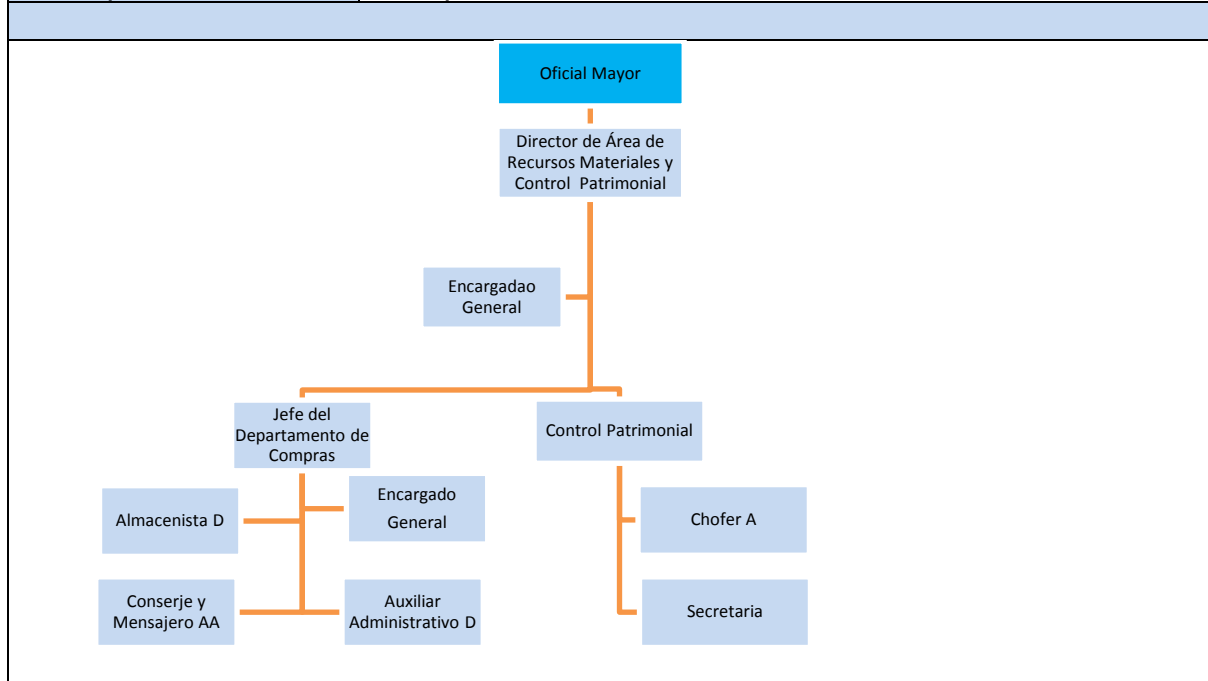 Oficial Mayor
Director de Área de
Recursos Materiales y
Control Patrimonial
Encargadao
General
Jefe del
Departamento de
Compras
Control Patrimonial
Almacenista D
Encargado
General
Chofer A
Conserje y
Mensajero AA
Auxiliar
Administrativo D
Secretaria